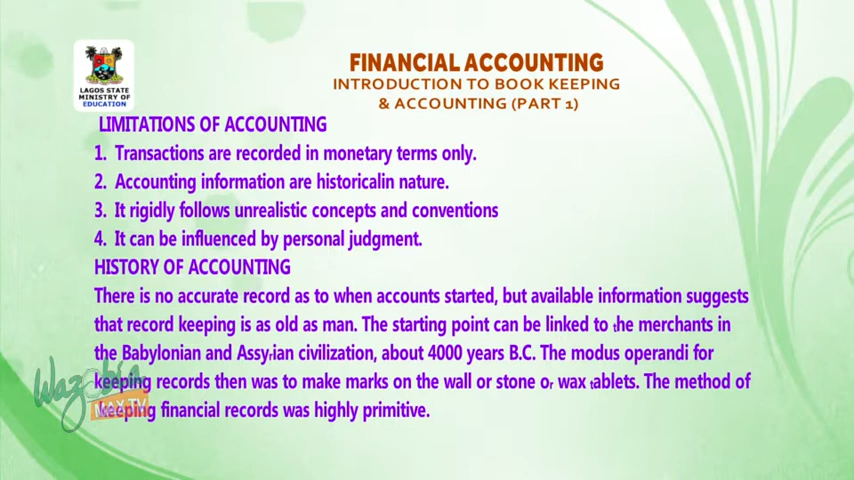 LAGOS STATE
MINISTRY OF
EDUCATION
FINANCIAL ACCOUNTING
INTRODUCTION TO BOOK KEEPING
& ACCOUNTING (PART 1)
LIMITATIONS OF ACCOUNTING
1. Transactions are recorded in monetary terms only.
2. Accounting information are historicalin nature.
3. It rigidly follows unrealistic concepts and conventions
4. It can be influenced by personal judgment.
HISTORY OF ACCOUNTING
There is no accurate record as to when accounts started, but available information suggests
that record keeping is as old as man. The starting point can be linked to the merchants in
the Babylonian and Assyrian civilization, about 4000 years B.C. The modus operandi for
keeping records then was to make marks on the wall or stone or wax tablets. The method of
keeping financial records was highly primitive.
Wazobia
MAX TV